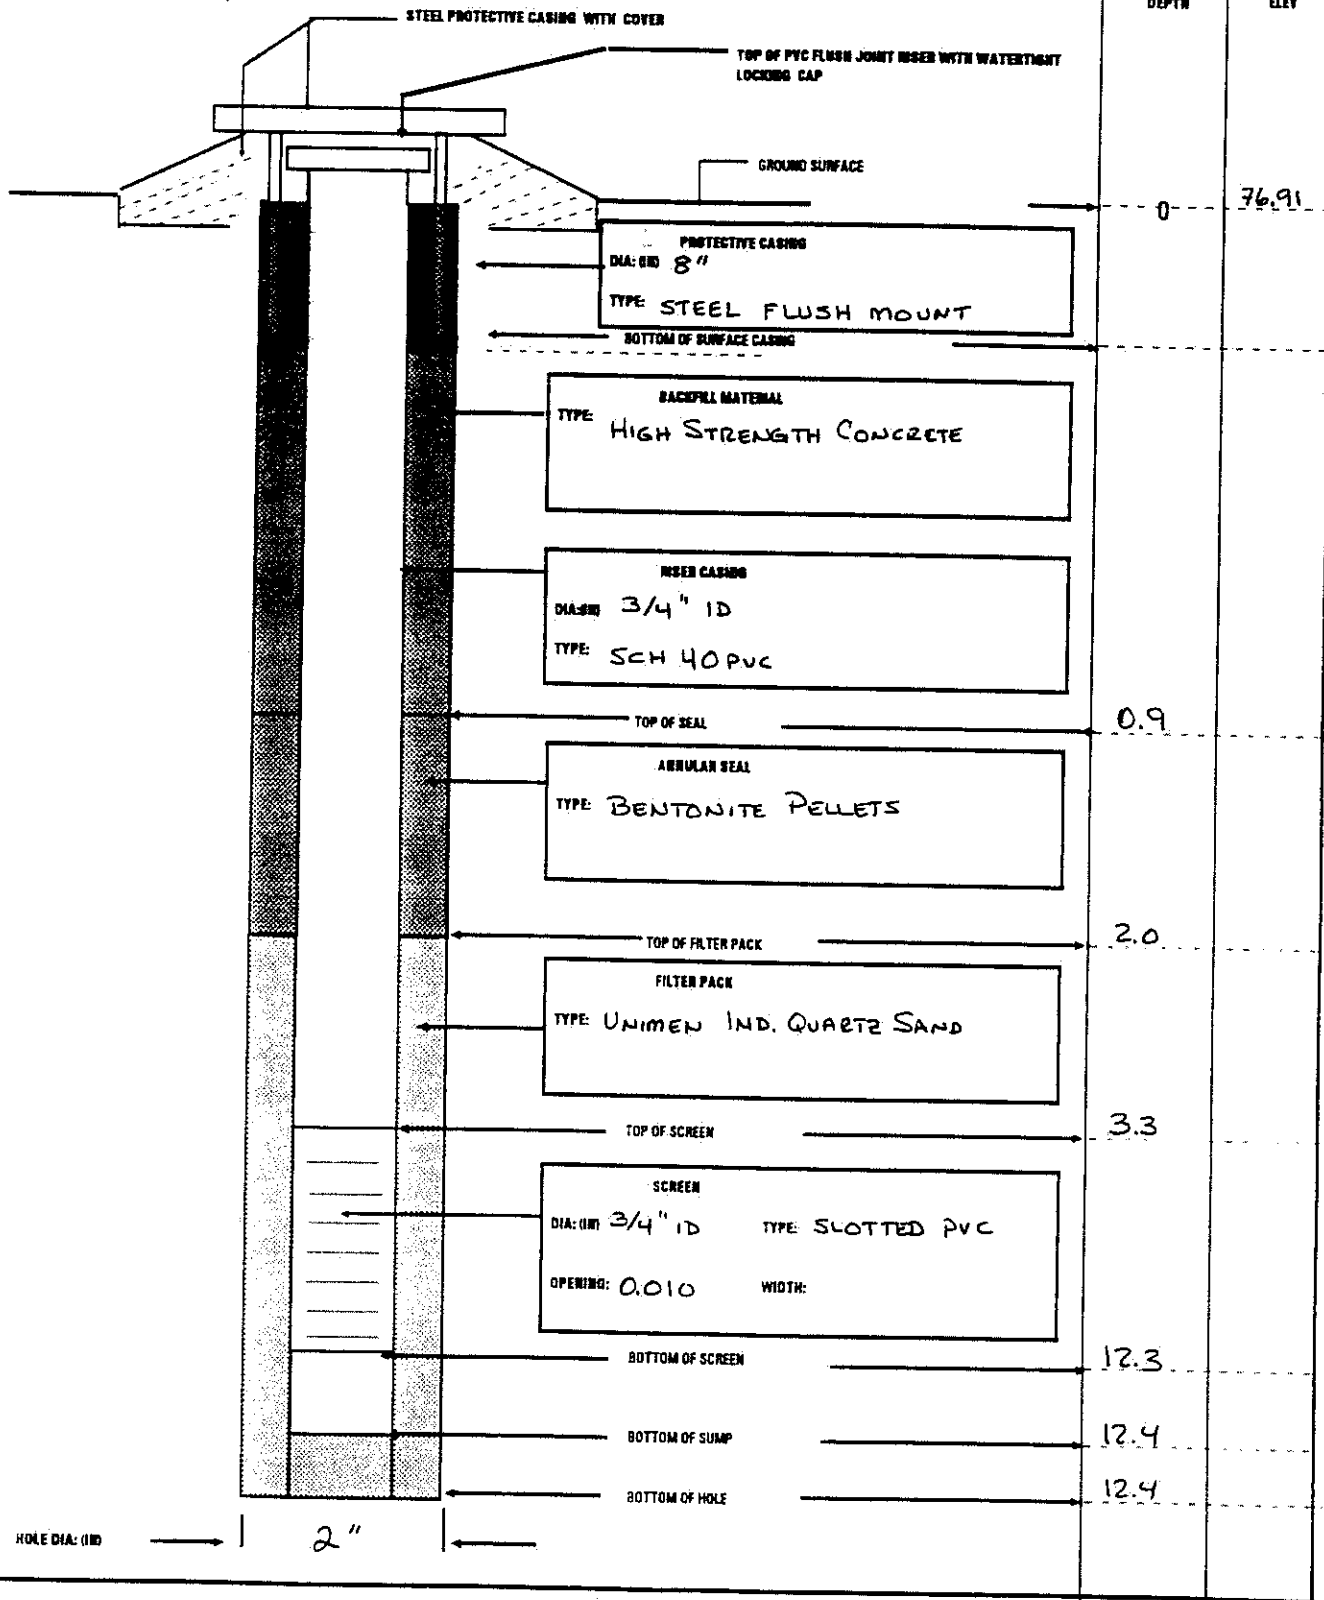 DEPTH ELEV
STEEL PROTECTIVE CASING WITH COVER
TOP OF PVC FLUSH JOINT RISER WITH WATERTIGHT
LOCKING CAP
GROUND SURFACE
0 76.91
PROTECTIVE CASING
DIA: (IN) 8"
TYPE: STEEL FLUSH MOUNT
BOTTOM OF SURFACE CASING
BACKFILL MATERIAL
TYPE: HIGH STRENGTH CONCRETE
RISER CASING
DIA:(IN) 3/4" ID
TYPE: SCH 40 PVC
TOP OF SEAL 0.9
ANNULAR SEAL
TYPE: BENTONITE PELLETS
TOP OF FILTER PACK 2.0
FILTER PACK
TYPE: UNIMEN IND. QUARTZ SAND
TOP OF SCREEN 3.3
SCREEN
DIA: (IN) 3/4" ID TYPE: SLOTTED PVC
OPENING: 0.010 WIDTH:
BOTTOM OF SCREEN 12.3
BOTTOM OF SUMP 12.4
BOTTOM OF HOLE 12.4
HOLE DIA: (IN) 2"